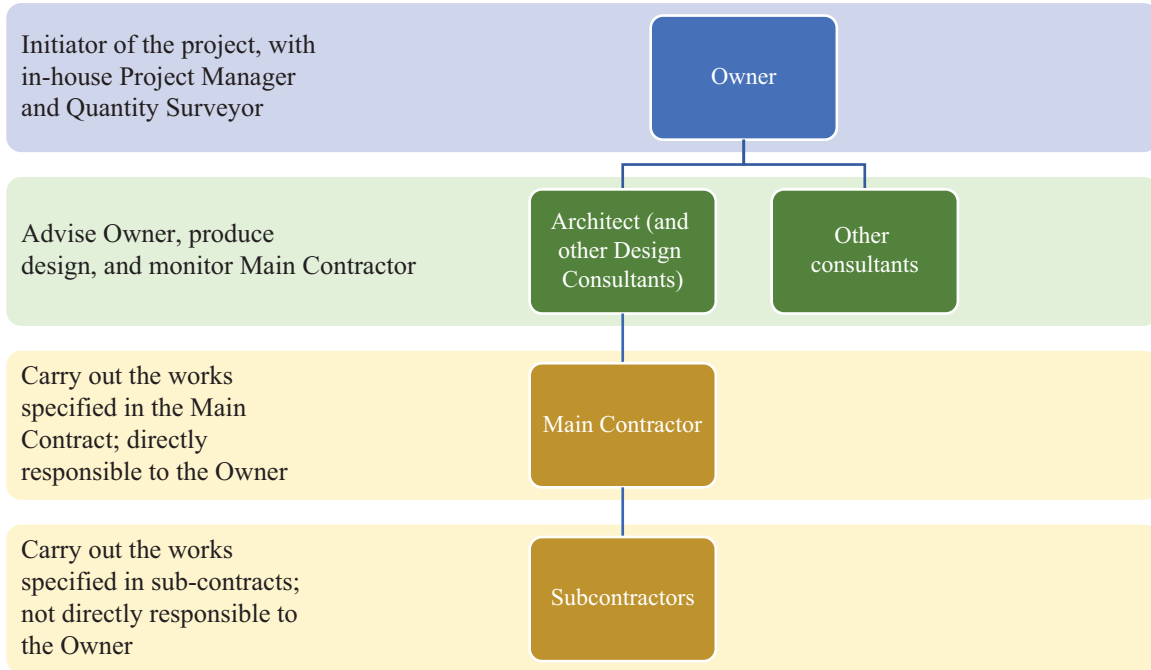 Initiator of the project, with
in-house Project Manager
and Quantity Surveyor
Owner
Advise Owner, produce
design, and monitor Main Contractor
Architect (and
other Design
Consultants)
Other
consultants
Carry out the works
specified in the Main
Contract; directly
responsible to the Owner
Main Contractor
Carry out the works
specified in sub-contracts;
not directly responsible to
the Owner
Subcontractors